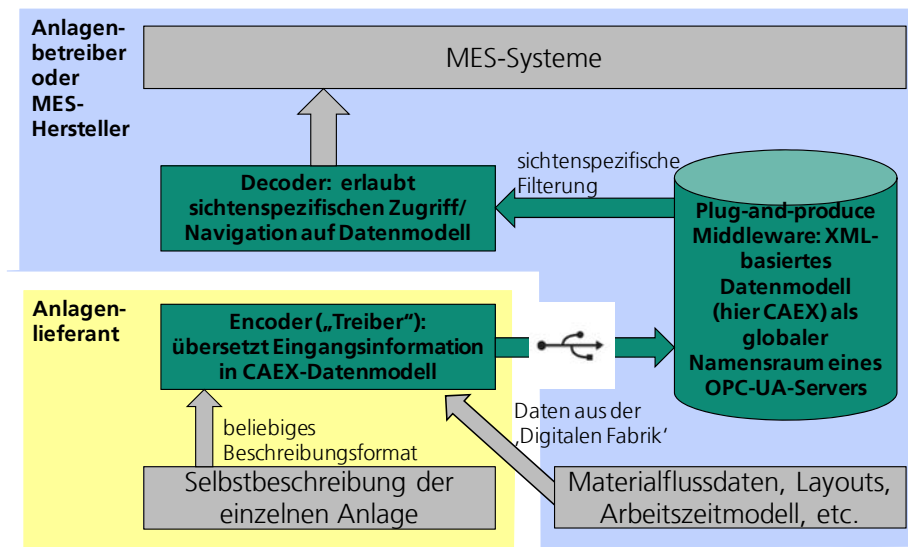 Anlagen-
betreiber
oder
MES-
Hersteller
MES-Systeme
sichtenspezifische
Filterung
Decoder: erlaubt
sichtenspezifischen Zugriff/
Navigation auf Datenmodell
Plug-and-produce
Middleware: XML-
basiertes
Datenmodell
(hier CAEX) als
globaler
Namensraum eines
OPC-UA-Servers
Anlagen-
lieferant
Encoder („Treiber“):
übersetzt Eingangsinformation
in CAEX-Datenmodell
beliebiges
Beschreibungsformat
Daten aus der
‚Digitalen Fabrik‘
Selbstbeschreibung der
einzelnen Anlage
Materialflussdaten, Layouts,
Arbeitszeitmodell, etc.